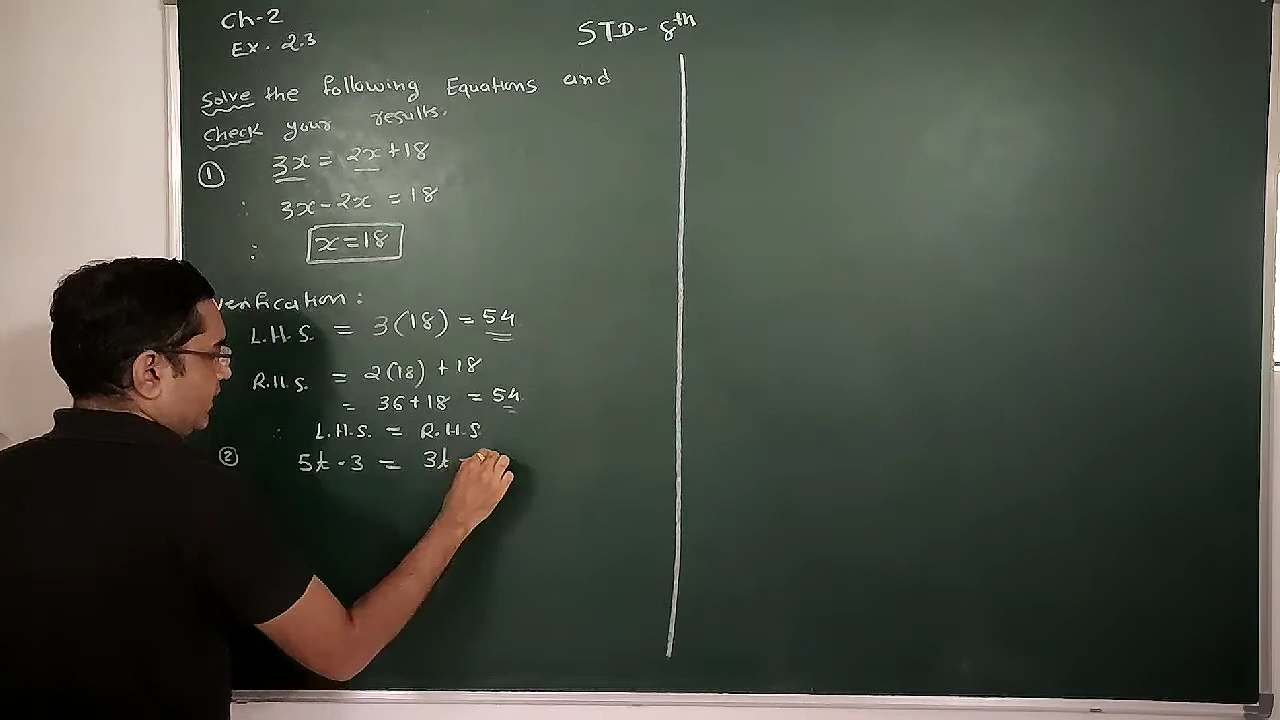 Ch-2
Ex. 2.3
STD- 8th
Solve the following Equations and
Check your results.
① 3x = 2x +18
∴ 3x-2x = 18
∴ x=18
verification:
L.H.S. = 3(18) = 54
R.H.S. = 2(18) + 18
= 36+18 = 54
∴ L.H.S. = R.H.S
② 5t - 3 = 3t -